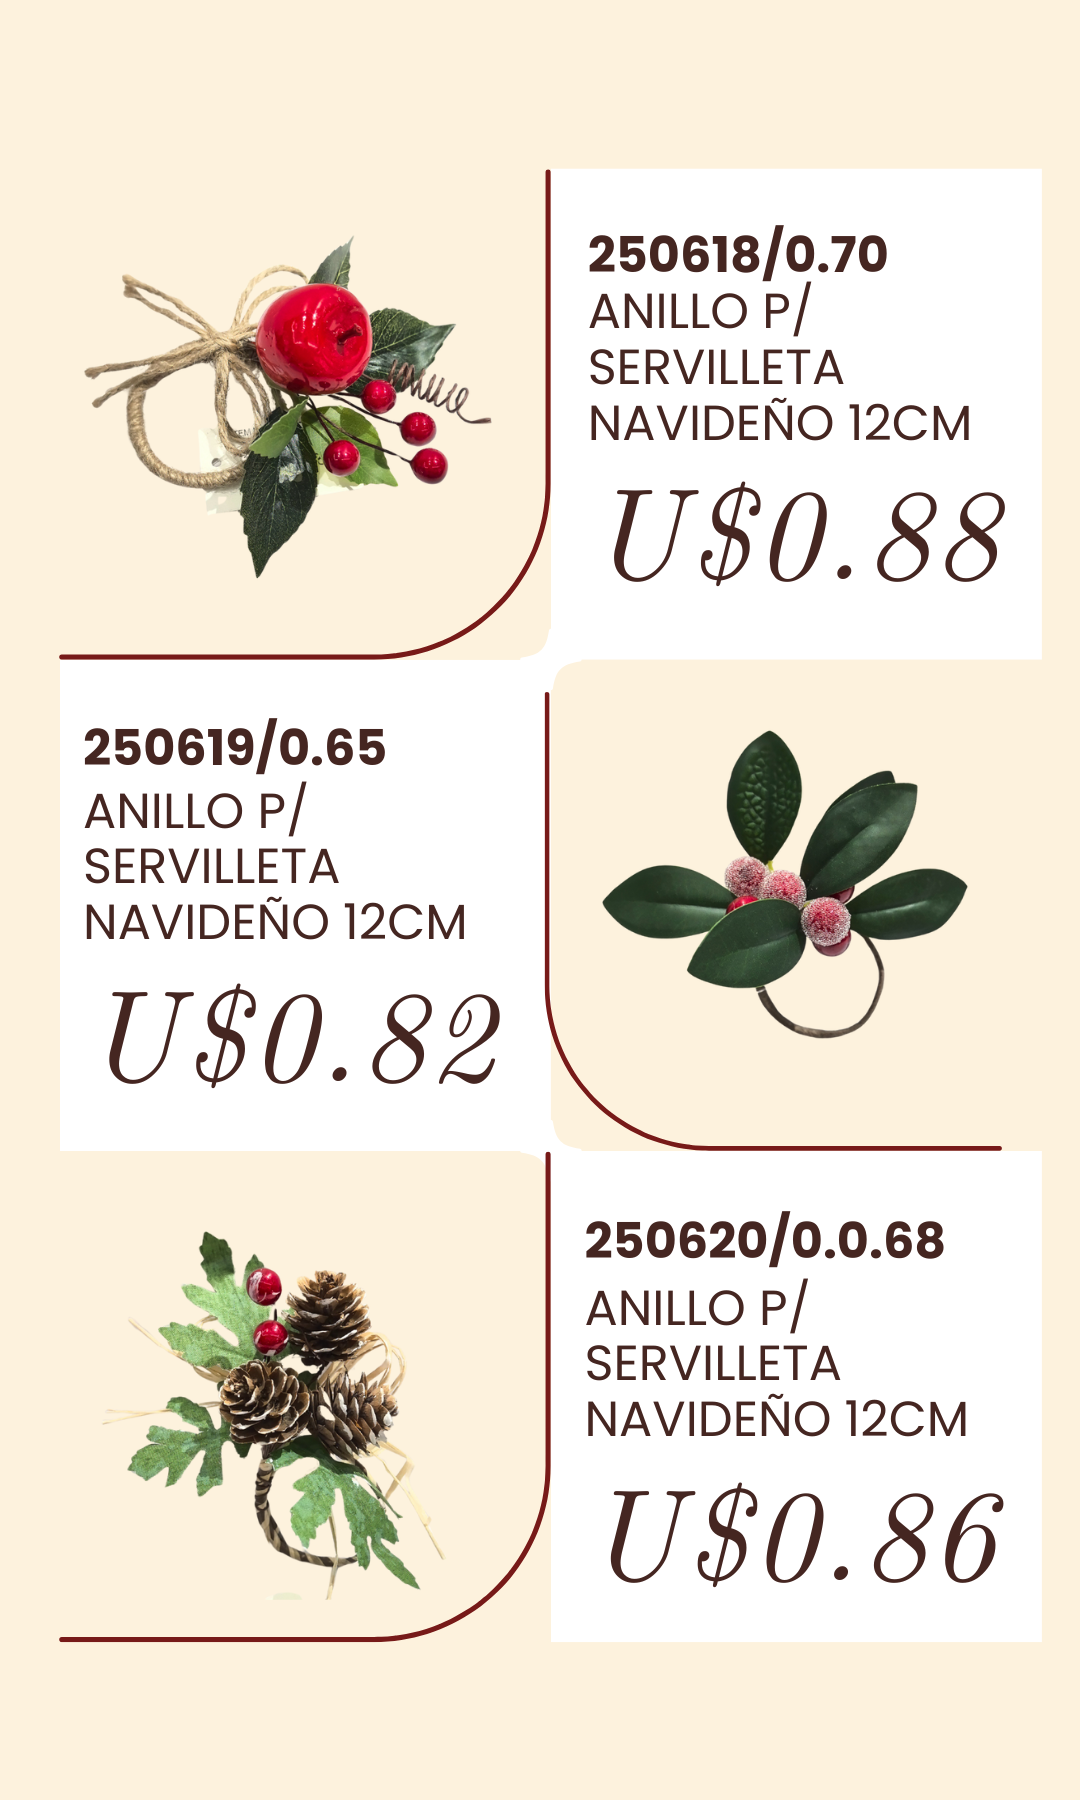 250618/0.70
ANILLO P/
SERVILLETA
NAVIDEÑO 12CM
U$0.88
250619/0.65
ANILLO P/
SERVILLETA
NAVIDEÑO 12CM
U$0.82
250620/0.0.68
ANILLO P/
SERVILLETA
NAVIDEÑO 12CM
U$0.86